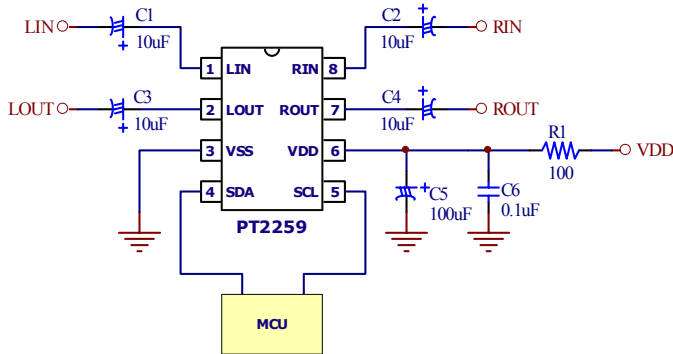 LIN
C1
10uF
C2
10uF
RIN
1 LIN
RIN 8
LOUT
C3
10uF
2 LOUT
ROUT 7
C4
10uF
ROUT
3 VSS
VDD 6
R1
100
VDD
4 SDA
SCL 5
C5
100uF
C6
0.1uF
PT2259
MCU